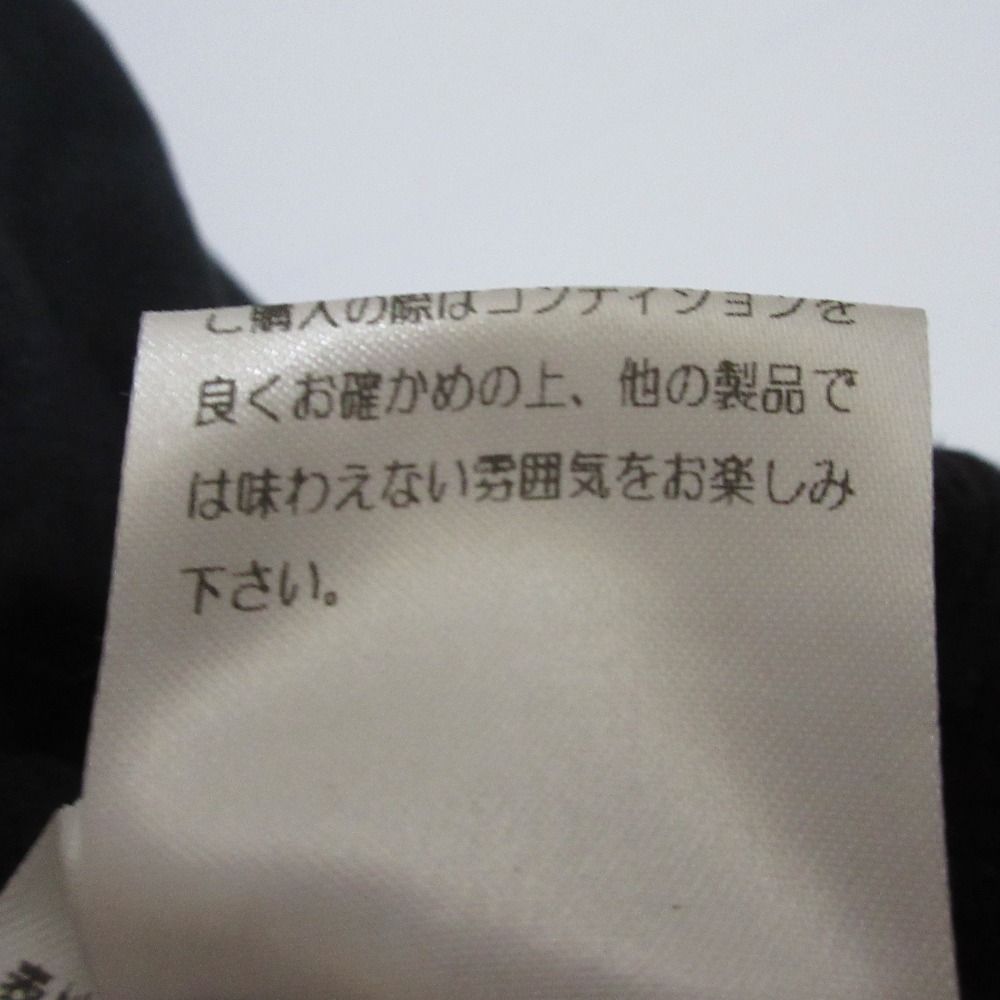 ご購入の際はコンディションを
良くお確かめの上、他の製品で
は味わえない雰囲気をお楽しみ
下さい。